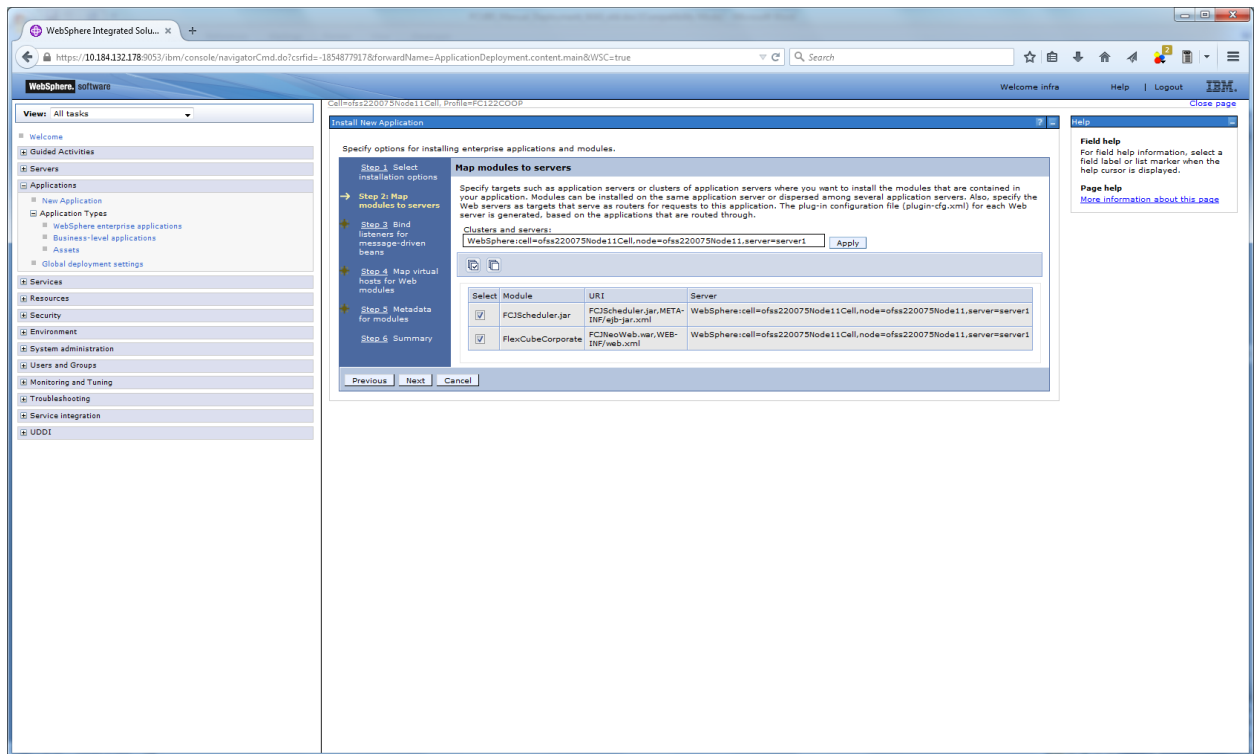 WebSphere Integrated Solu... × +
https://10.184.132.178:9053/ibm/console/navigatorCmd.do?csrfid=-1854877917&forwardName=ApplicationDeployment.content.main&WSC=true
Search
2
WebSphere. software
Welcome infra
Help | Logout
IBM.
View: All tasks
Welcome
Guided Activities
Servers
Applications
New Application
Application Types
WebSphere enterprise applications
Business-level applications
Assets
Global deployment settings
Services
Resources
Security
Environment
System administration
Users and Groups
Monitoring and Tuning
Troubleshooting
Service integration
UDDI
Cell=ofss220075Node11Cell, Profile=FC122COOP
Close page
Install New Application
? -
Specify options for installing enterprise applications and modules.
Step 1 Select
installation options
Step 2: Map
modules to servers
Step 3 Bind
listeners for
message-driven
beans
Step 4 Map virtual
hosts for Web
modules
Step 5 Metadata
for modules
Step 6 Summary
Map modules to servers
Specify targets such as application servers or clusters of application servers where you want to install the modules that are contained in
your application. Modules can be installed on the same application server or dispersed among several application servers. Also, specify the
Web servers as targets that serve as routers for requests to this application. The plug-in configuration file (plugin-cfg.xml) for each Web
server is generated, based on the applications that are routed through.
Clusters and servers:
WebSphere:cell=ofss220075Node11Cell,node=ofss220075Node11,server=server1
Apply
Select Module URI Server
FCJScheduler.jar
FCJScheduler.jar,META-
INF/ejb-jar.xml
WebSphere:cell=ofss220075Node11Cell,node=ofss220075Node11,server=server1
FlexCubeCorporate
FCJNeoWeb.war,WEB-
INF/web.xml
WebSphere:cell=ofss220075Node11Cell,node=ofss220075Node11,server=server1
Previous Next Cancel
Help
Field help
For field help information, select a
field label or list marker when the
help cursor is displayed.
Page help
More information about this page